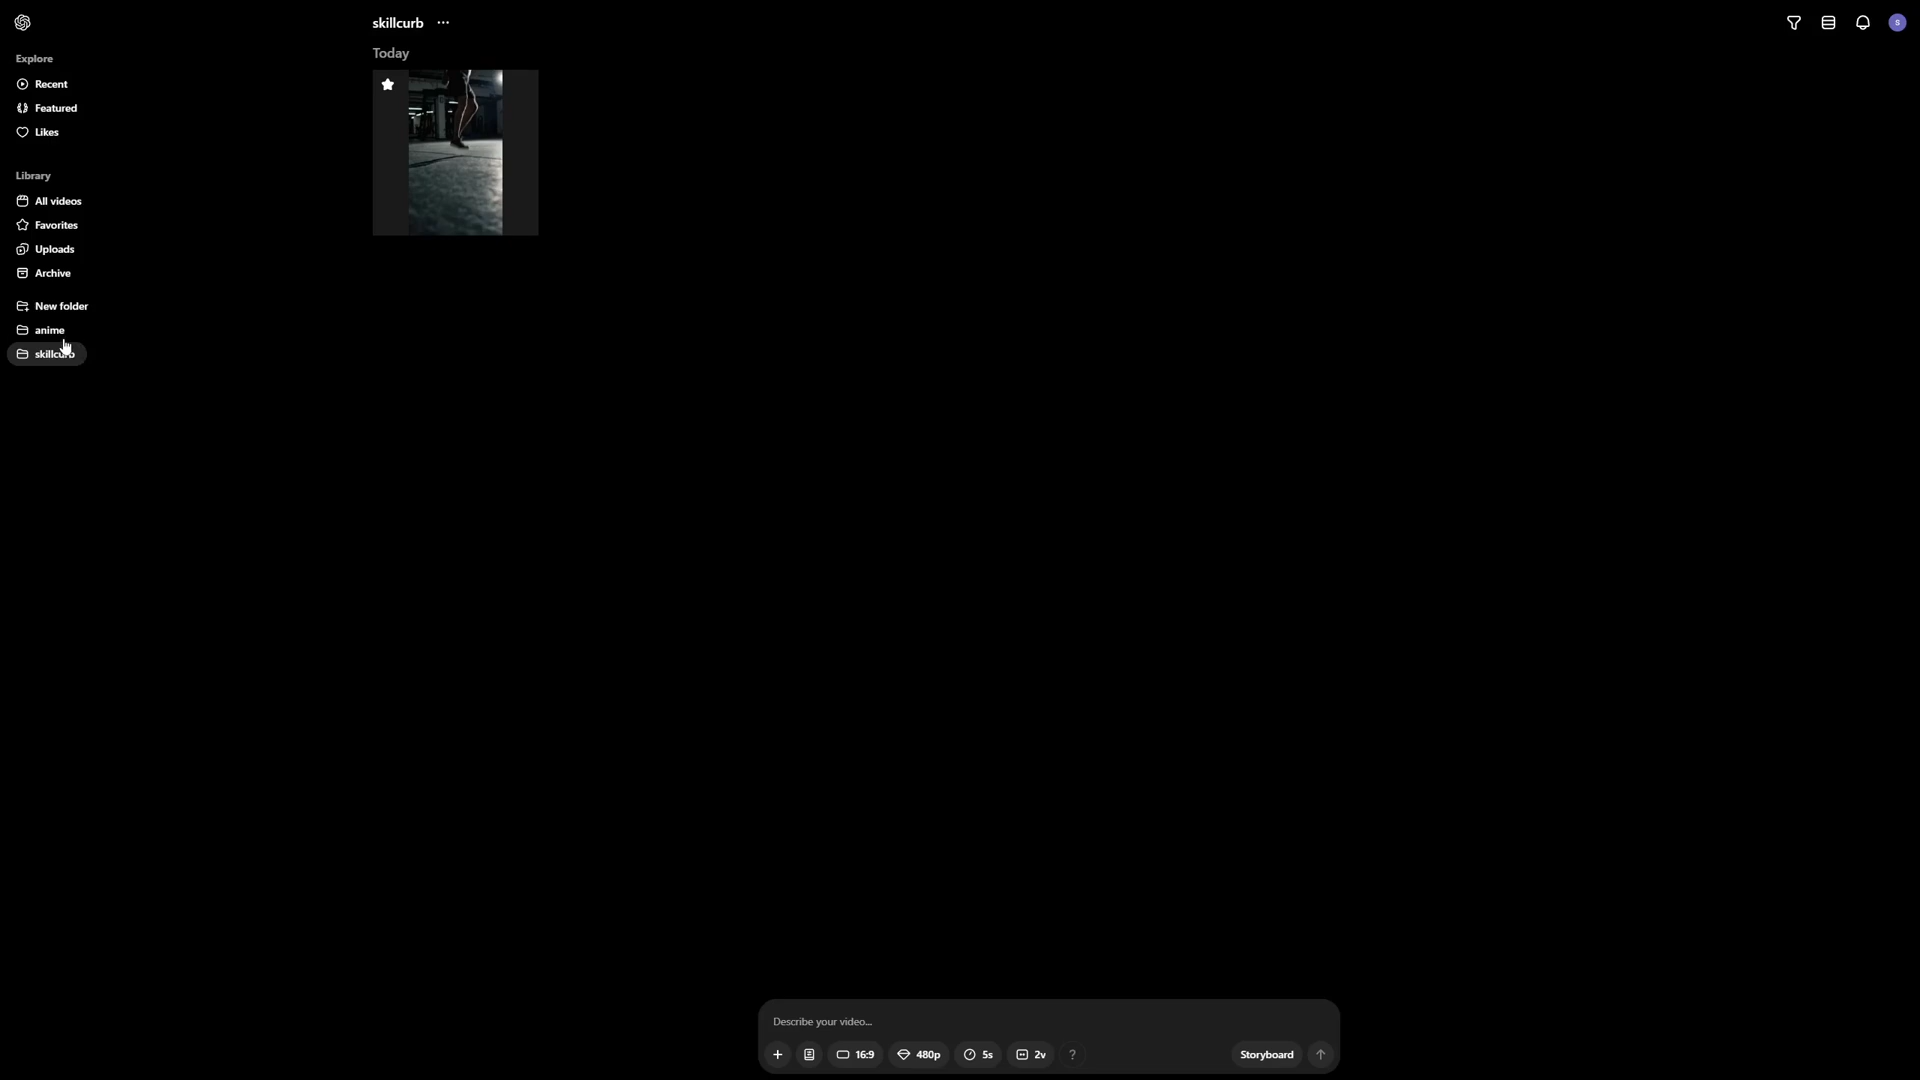 skillcurb
Today
Explore
Recent
Featured
Likes
Library
All videos
Favorites
Uploads
Archive
New folder
anime
skillcurb
S
Describe your video...
16:9
480p
5s
2v
?
Storyboard